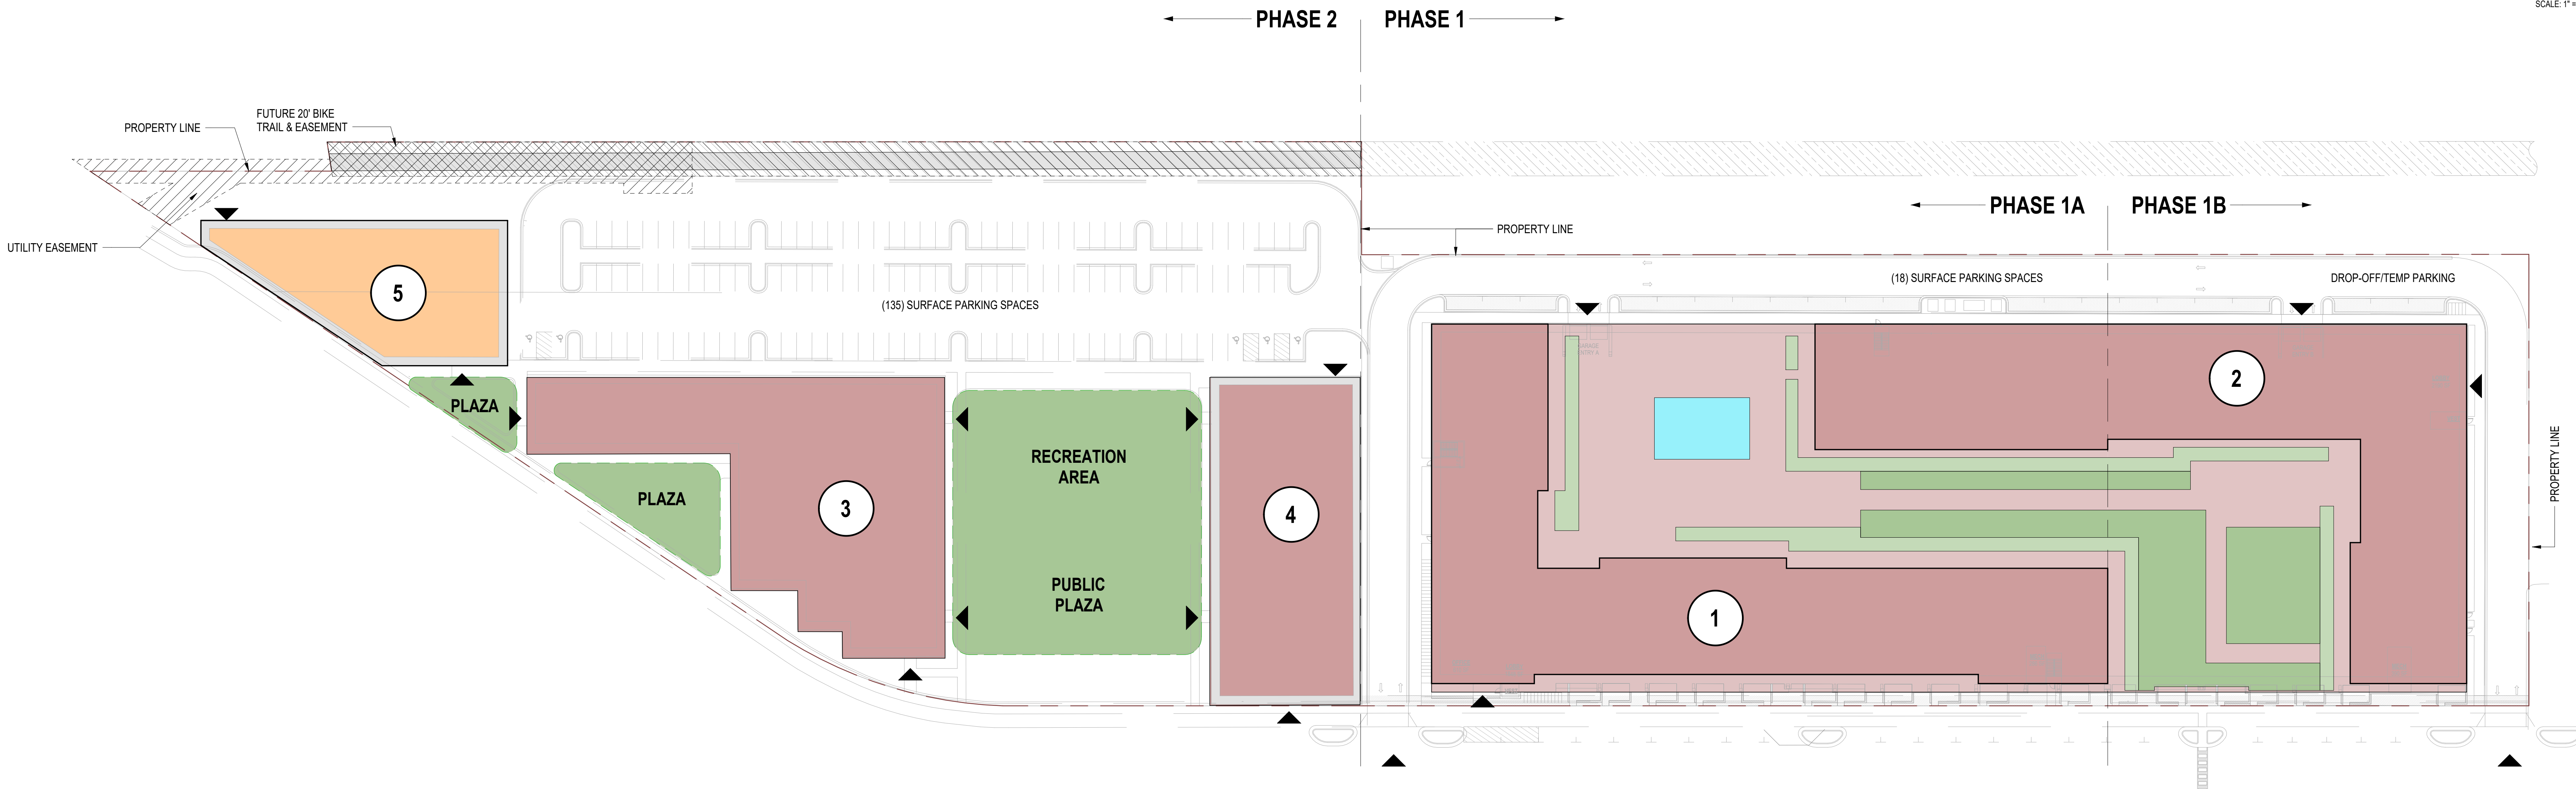 SCALE: 1" =
PHASE 2
PHASE 1
PROPERTY LINE
FUTURE 20' BIKE
TRAIL & EASEMENT
PHASE 1A
PHASE 1B
UTILITY EASEMENT
PROPERTY LINE
(135) SURFACE PARKING SPACES
(18) SURFACE PARKING SPACES
DROP-OFF/TEMP PARKING
5
2
PLAZA
PLAZA
3
RECREATION
AREA
PUBLIC
PLAZA
4
1
PROPERTY LINE